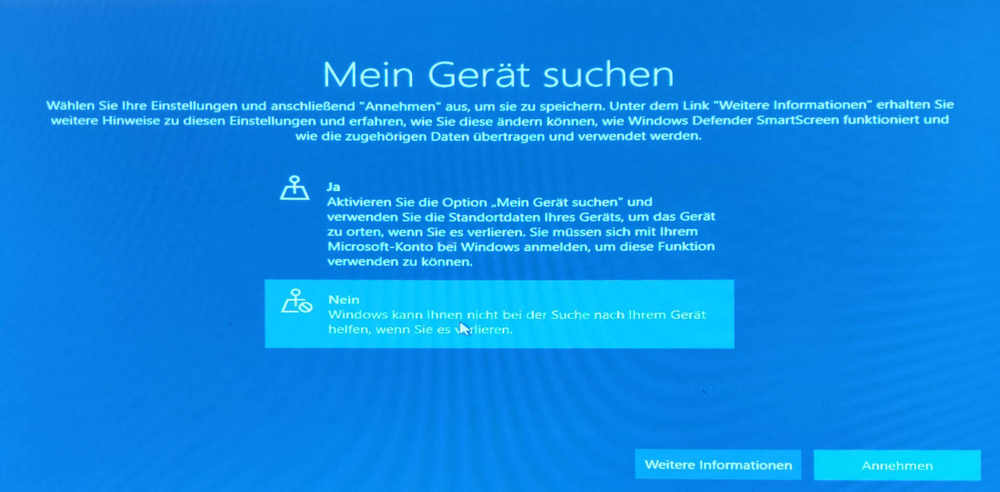 Mein Gerät suchen
Wählen Sie Ihre Einstellungen und anschließend "Annehmen" aus, um sie zu speichern. Unter dem Link "Weitere Informationen" erhalten Sie
weitere Hinweise zu diesen Einstellungen und erfahren, wie Sie diese ändern können, wie Windows Defender SmartScreen funktioniert und
wie die zugehörigen Daten übertragen und verwendet werden.
Ja
Aktivieren Sie die Option „Mein Gerät suchen" und
verwenden Sie die Standortdaten Ihres Geräts, um das Gerät
zu orten, wenn Sie es verlieren. Sie müssen sich mit Ihrem
Microsoft-Konto bei Windows anmelden, um diese Funktion
verwenden zu können.
Nein
Windows kann Ihnen nicht bei der Suche nach Ihrem Gerät
helfen, wenn Sie es verlieren.
Weitere Informationen
Annehmen